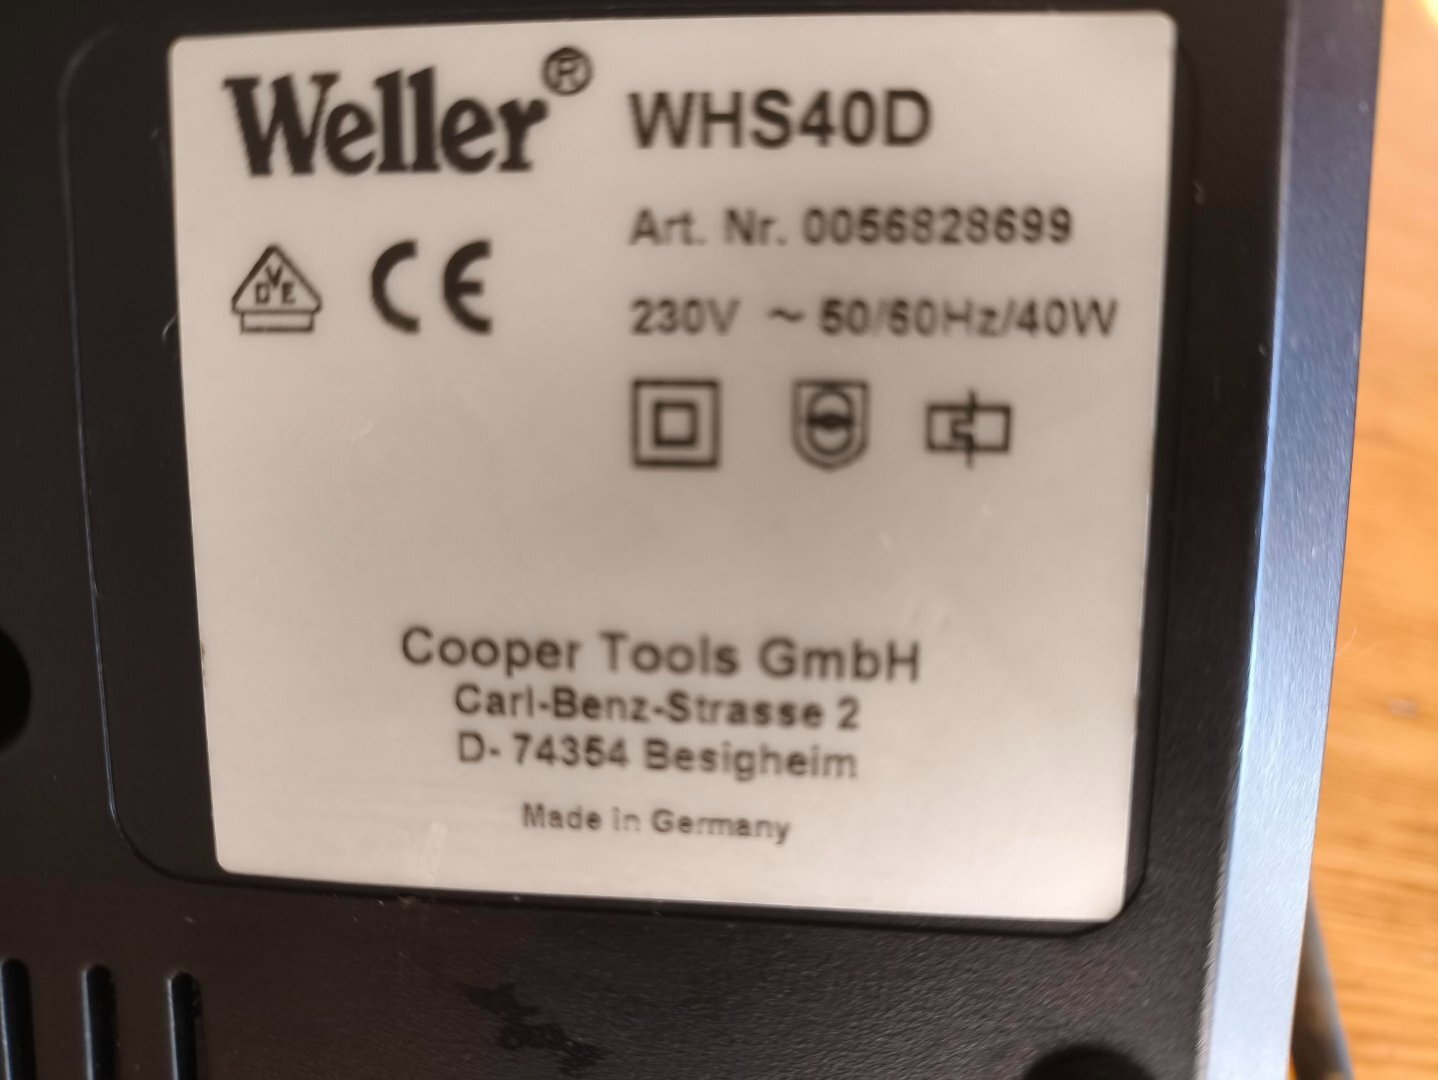 Weller® WHS40D
Art. Nr. 0056828699
VDE CE
230V ~ 50/60Hz/40W
Cooper Tools GmbH
Carl-Benz-Strasse 2
D- 74354 Besigheim
Made in Germany